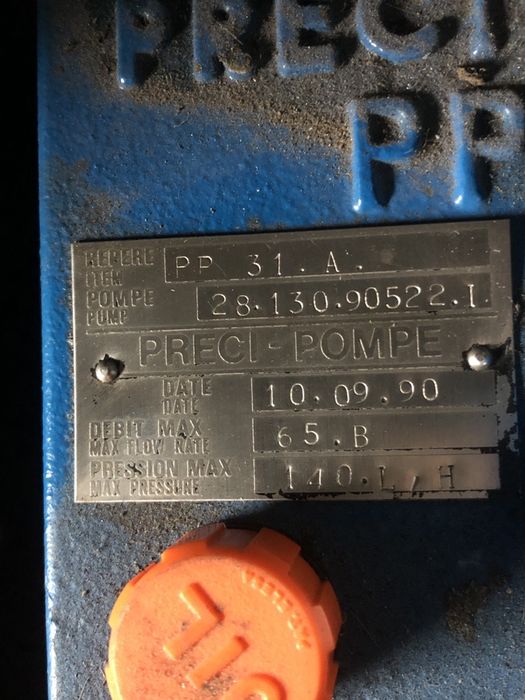 PRECI
PP
REPERE PP 31. A.
ITEM
POMPE 28.130.90522.I
PUMP
PRECI-POMPE
DATE 10.09.90
DATE
DEBIT MAX 65.B
MAX FLOW RATE
PRESSION MAX 140.L/H
MAX PRESSURE
OIL